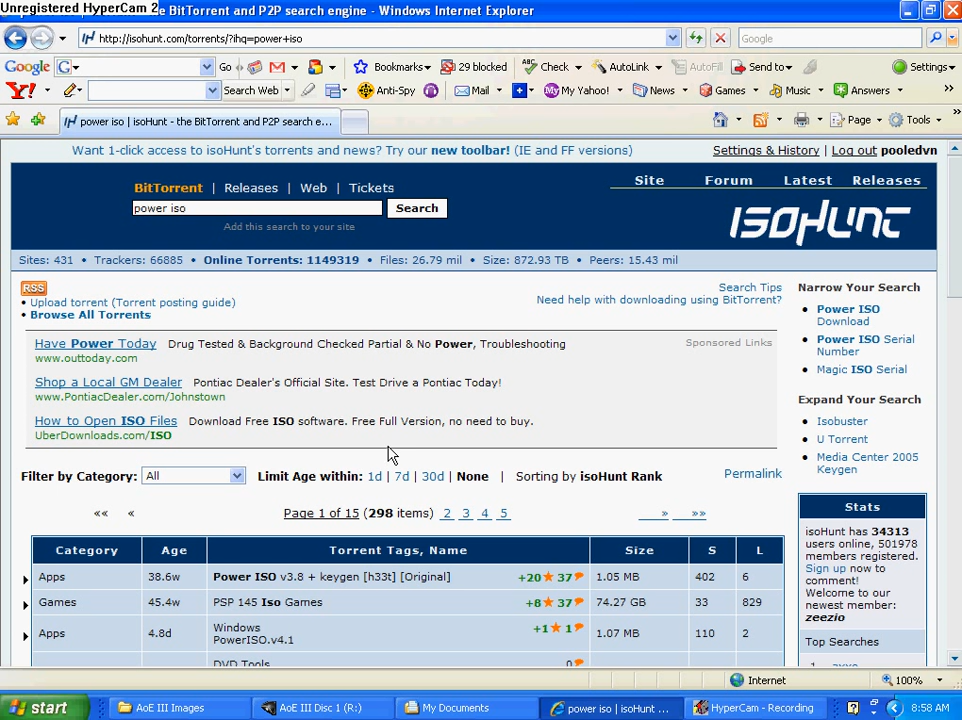 Unregistered HyperCam 2
e BitTorrent and P2P search engine - Windows Internet Explorer
http://isohunt.com/torrents/?ihq=power+iso
Google
Google G Go Bookmarks 29 blocked Check AutoLink AutoFill Send to Settings
Y! Search Web Anti-Spy Mail My Yahoo! News Games Music Answers »
power iso | isoHunt - the BitTorrent and P2P search e... Page Tools »
Want 1-click access to isoHunt's torrents and news? Try our new toolbar! (IE and FF versions)
Settings & History | Log out pooledvn
BitTorrent | Releases | Web | Tickets
Site Forum Latest Releases
power iso Search
Add this search to your site
ISOHUNT
Sites: 431 • Trackers: 66885 • Online Torrents: 1149319 • Files: 26.79 mil • Size: 872.93 TB • Peers: 15.43 mil
RSS
• Upload torrent (Torrent posting guide)
• Browse All Torrents
Search Tips
Need help with downloading using BitTorrent?
Have Power Today Drug Tested & Background Checked Partial & No Power, Troubleshooting
www.outtoday.com
Sponsored Links
Shop a Local GM Dealer Pontiac Dealer's Official Site. Test Drive a Pontiac Today!
www.PontiacDealer.com/Johnstown
How to Open ISO Files Download Free ISO software. Free Full Version, no need to buy.
UberDownloads.com/ISO
Filter by Category: All Limit Age within: 1d | 7d | 30d | None | Sorting by isoHunt Rank
Permalink
«« « Page 1 of 15 (298 items) 2 3 4 5 » »»
Category Age Torrent Tags, Name Size S L
Apps 38.6w Power ISO v3.8 + keygen [h33t] [Original] +20 37 1.05 MB 402 6
Games 45.4w PSP 145 Iso Games +8 37 74.27 GB 33 829
Apps 4.8d Windows
PowerISO.v4.1 +1 1 1.07 MB 110 2
DVD Tools 0
Narrow Your Search
• Power ISO
Download
• Power ISO Serial
Number
• Magic ISO Serial
Expand Your Search
• Isobuster
• U Torrent
• Media Center 2005
Keygen
Stats
isoHunt has 34313
users online, 501978
members registered.
Sign up now to
comment!
Welcome to our
newest member:
zeezio
Top Searches
Internet 100%
start AoE III Images AoE III Disc 1 (R:) My Documents power iso | isoHunt ... HyperCam - Recording 8:58 AM